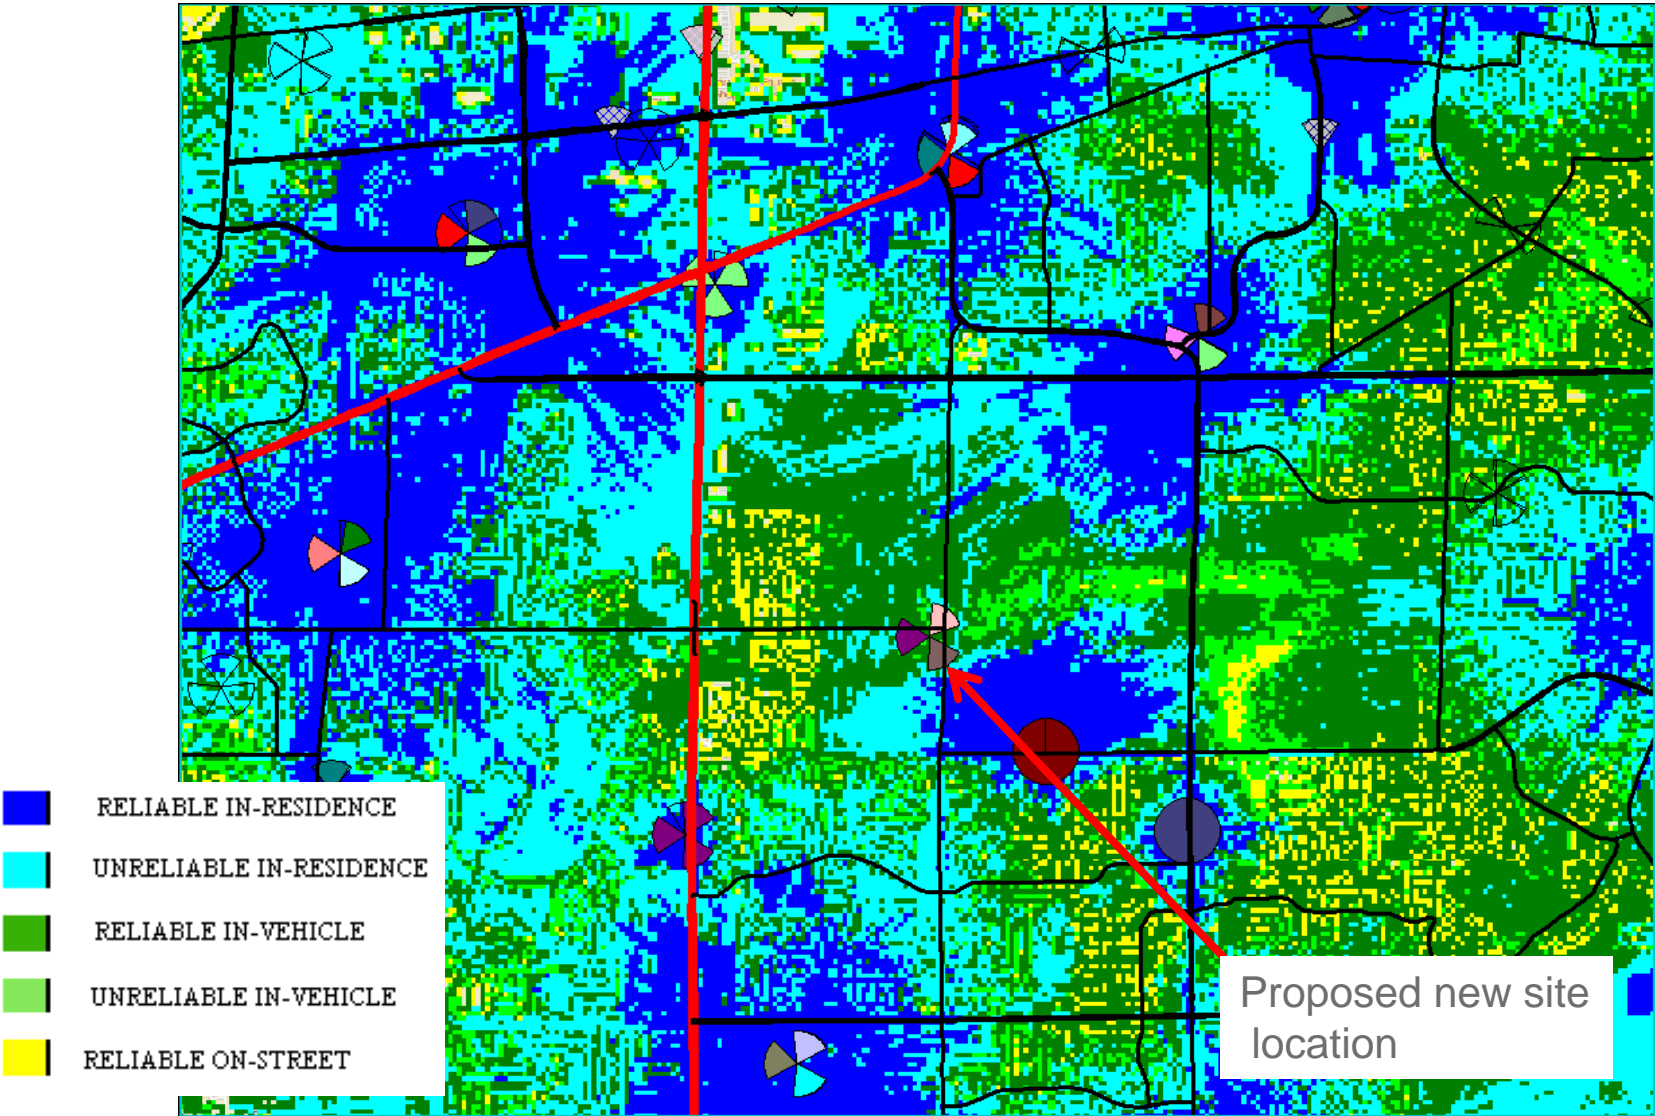 RELIABLE IN-RESIDENCE
UNRELIABLE IN-RESIDENCE
RELIABLE IN-VEHICLE
UNRELIABLE IN-VEHICLE
RELIABLE ON-STREET
Proposed new site
location